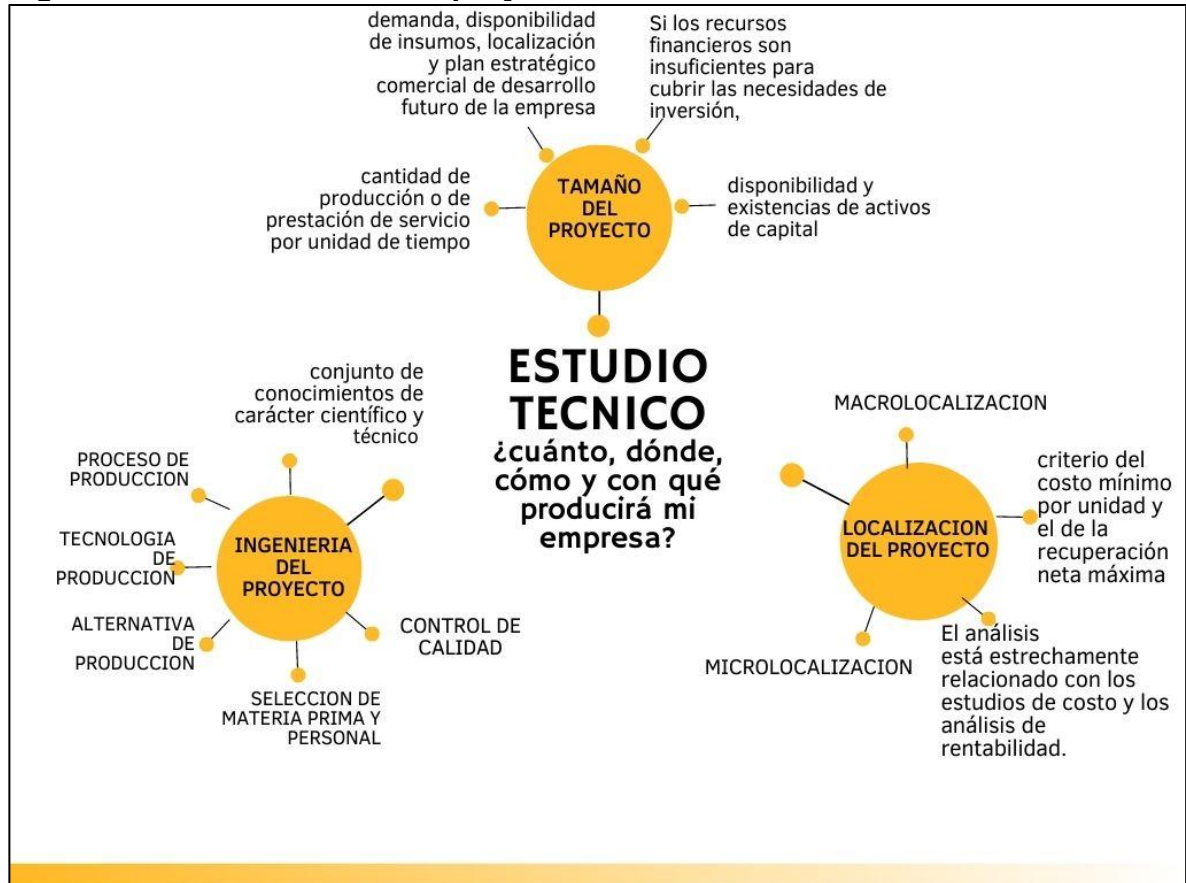 demanda, disponibilidad
de insumos, localización
y plan estratégico
comercial de desarrollo
futuro de la empresa
Si los recursos
financieros son
insuficientes para
cubrir las necesidades de
inversión,
cantidad de
producción o de
prestación de servicio
por unidad de tiempo
TAMAÑO
DEL
PROYECTO
disponibilidad y
existencias de activos
de capital
ESTUDIO
TECNICO
¿cuánto, dónde,
cómo y con qué
producirá mi
empresa?
conjunto de
conocimientos de
carácter científico y
técnico
PROCESO DE
PRODUCCION
TECNOLOGIA
DE
PRODUCCION
ALTERNATIVA
DE
PRODUCCION
INGENIERIA
DEL
PROYECTO
CONTROL DE
CALIDAD
SELECCION DE
MATERIA PRIMA Y
PERSONAL
MACROLOCALIZACION
criterio del
costo mínimo
por unidad y
el de la
recuperación
neta máxima
LOCALIZACION
DEL PROYECTO
MICROLOCALIZACION
El análisis
está estrechamente
relacionado con los
estudios de costo y los
análisis de
rentabilidad.